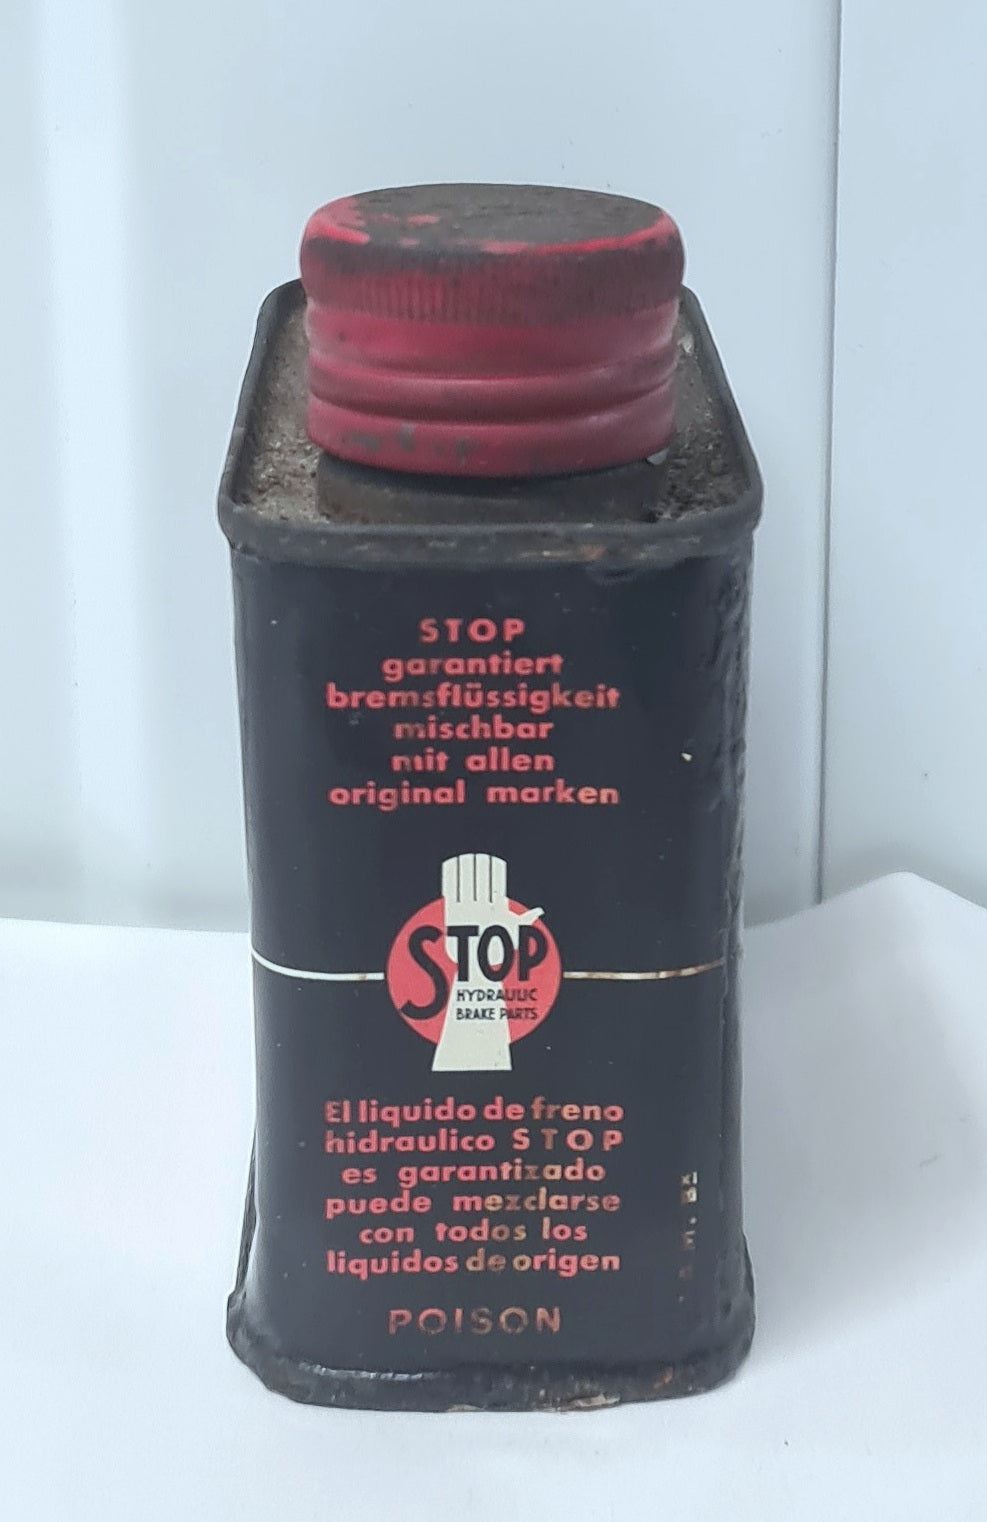 STOP
garantiert
bremsflüssigkeit
mischbar
mit allen
original marken
STOP
HYDRAULIC
BRAKE PARTS
El liquido de freno
hidraulico STOP
es garantizado
puede mezclarse
con todos los
liquidos de origen
POISON